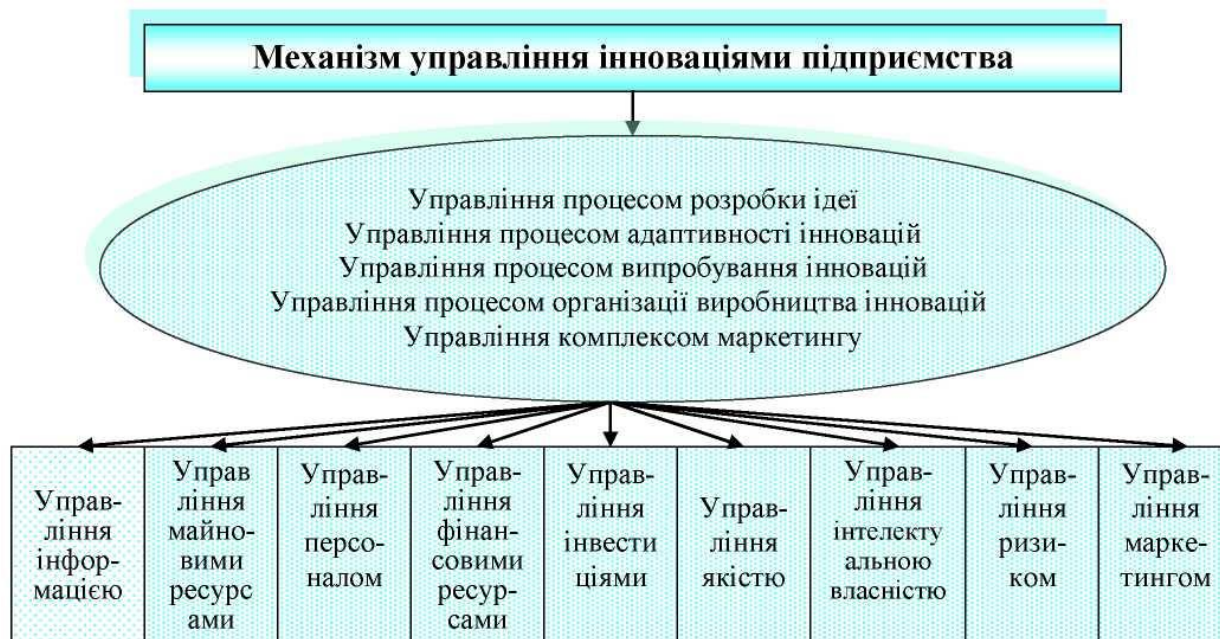 Механізм управління інноваціями підприємства
Управління процесом розробки ідеї
Управління процесом адаптивності інновацій
Управління процесом випробування інновацій
Управління процесом організації виробництва інновацій
Управління комплексом маркетингу
Управ-
ління
інфор-
мацією
Управ
ління
майно-
вими
ресурс
ами
Управ-
ління
персо-
налом
Управ-
ління
фінан-
совими
ресур-
сами
Управ-
ління
інвести
ціями
Управ-
ління
якістю
Управ-
ління
інтелекту
альною
власністю
Управ-
ління
ризи-
ком
Управ-
ління
марке-
тингом